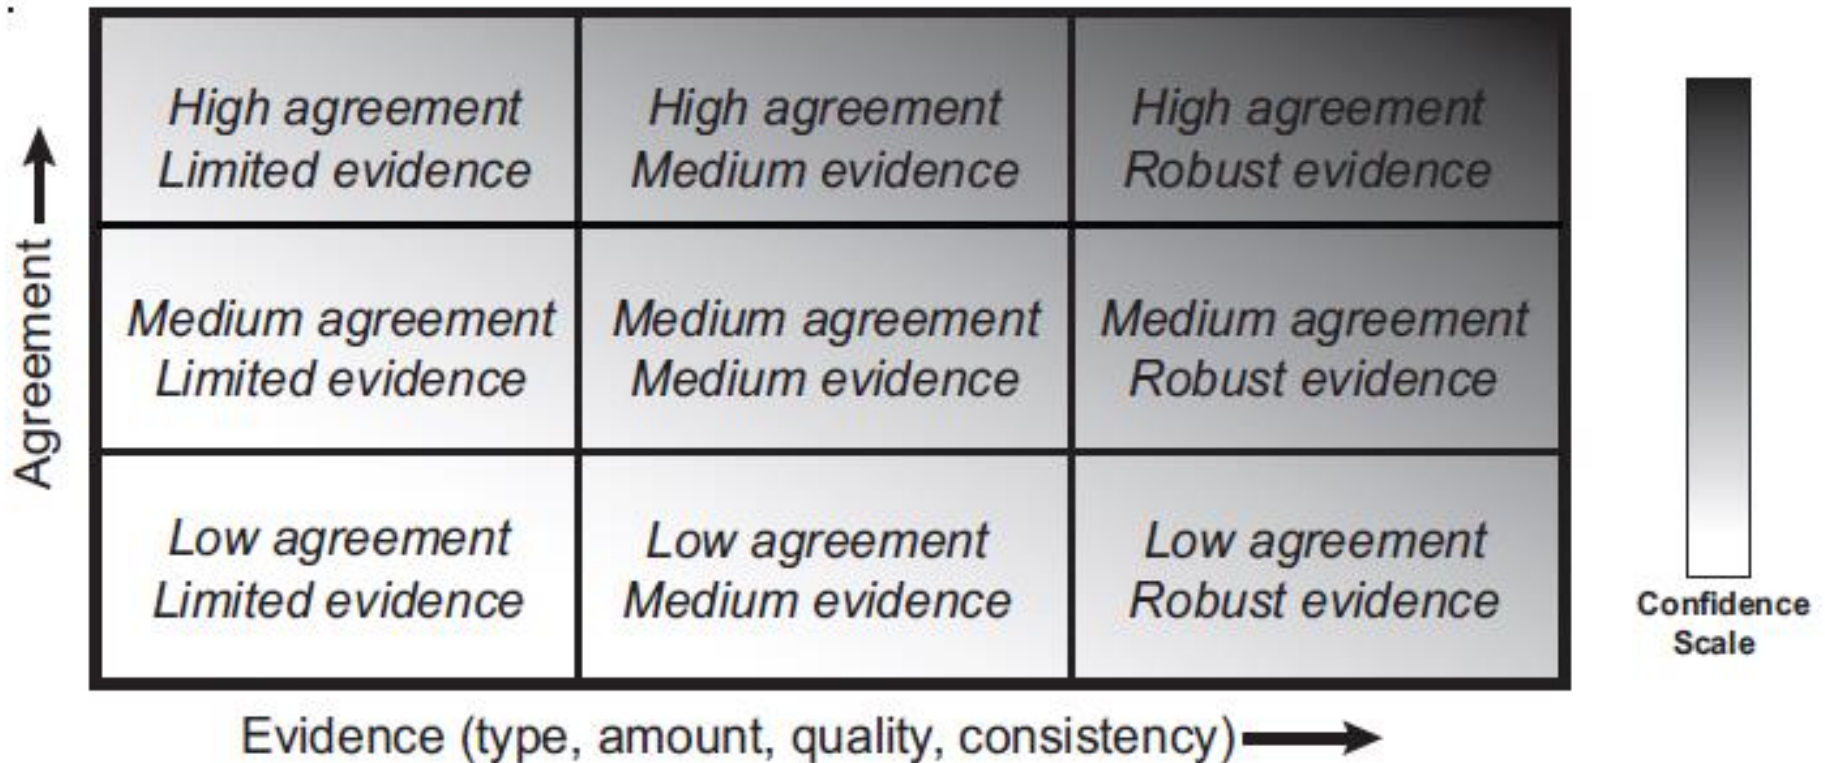 High agreement
Limited evidence
High agreement
Medium evidence
High agreement
Robust evidence
Medium agreement
Limited evidence
Medium agreement
Medium evidence
Medium agreement
Robust evidence
Low agreement
Limited evidence
Low agreement
Medium evidence
Low agreement
Robust evidence
Agreement
Evidence (type, amount, quality, consistency)
Confidence
Scale